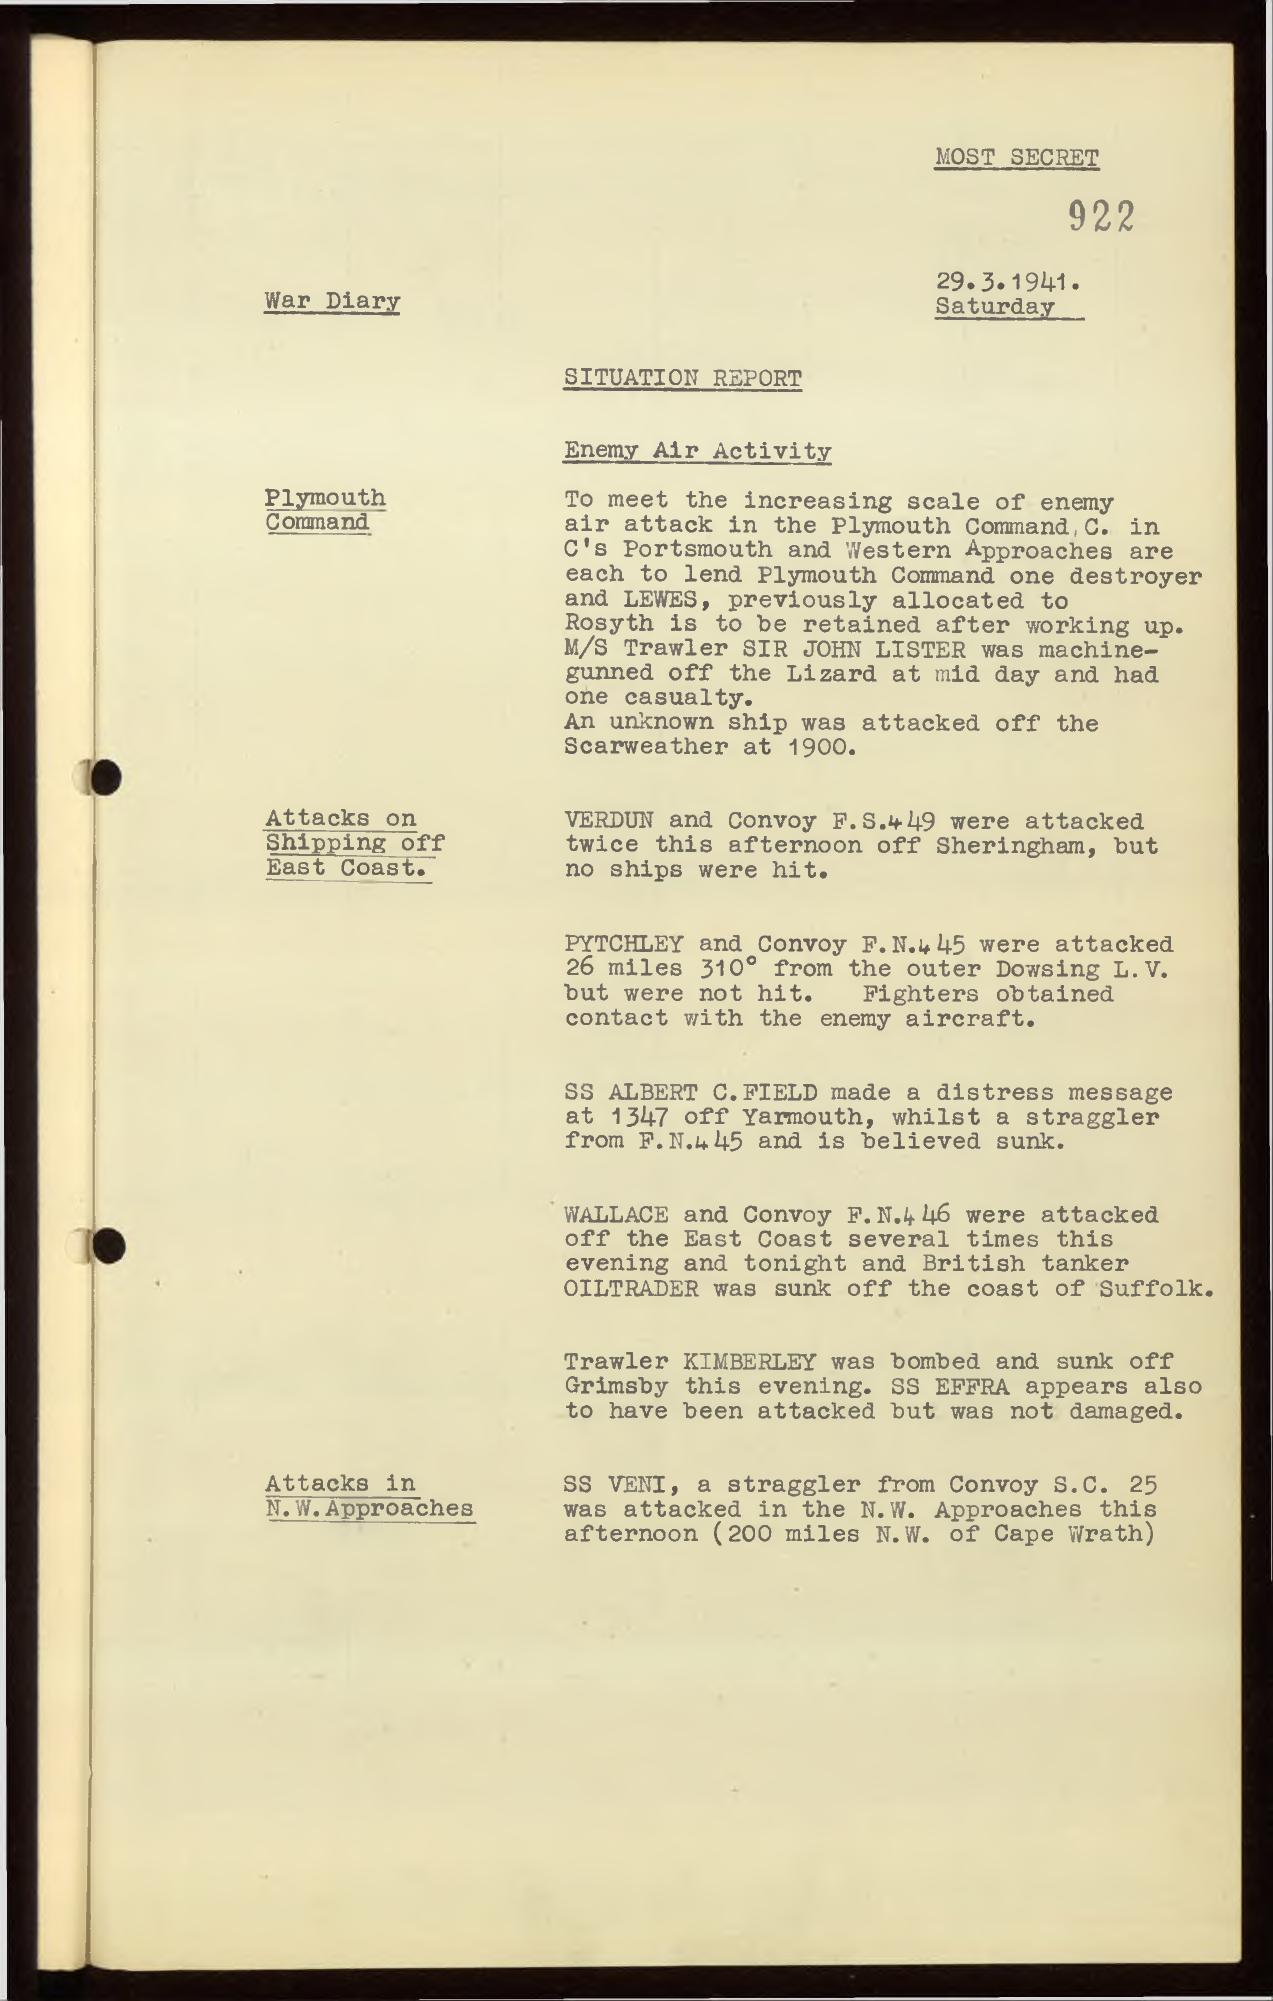 MOST SECRET
922
29.3.1941.
Saturday
War Diary
SITUATION REPORT
Enemy Air Activity
Plymouth
Command
To meet the increasing scale of enemy
air attack in the Plymouth Command, C. in
C's Portsmouth and Western Approaches are
each to lend Plymouth Command one destroyer
and LEWES, previously allocated to
Rosyth is to be retained after working up.
M/S Trawler SIR JOHN LISTER was machine-
gunned off the Lizard at mid day and had
one casualty.
An unknown ship was attacked off the
Scarweather at 1900.
Attacks on
Shipping off
East Coast.
VERDUN and Convoy F.S.449 were attacked
twice this afternoon off Sheringham, but
no ships were hit.
PYTCHLEY and Convoy F.N.445 were attacked
26 miles 310° from the outer Dowsing L.V.
but were not hit. Fighters obtained
contact with the enemy aircraft.
SS ALBERT C.FIELD made a distress message
at 1347 off Yarmouth, whilst a straggler
from F.N.445 and is believed sunk.
WALLACE and Convoy F.N.446 were attacked
off the East Coast several times this
evening and tonight and British tanker
OILTRADER was sunk off the coast of Suffolk.
Trawler KIMBERLEY was bombed and sunk off
Grimsby this evening. SS EFFRA appears also
to have been attacked but was not damaged.
Attacks in
N.W.Approaches
SS VENI, a straggler from Convoy S.C. 25
was attacked in the N.W. Approaches this
afternoon (200 miles N.W. of Cape Wrath)